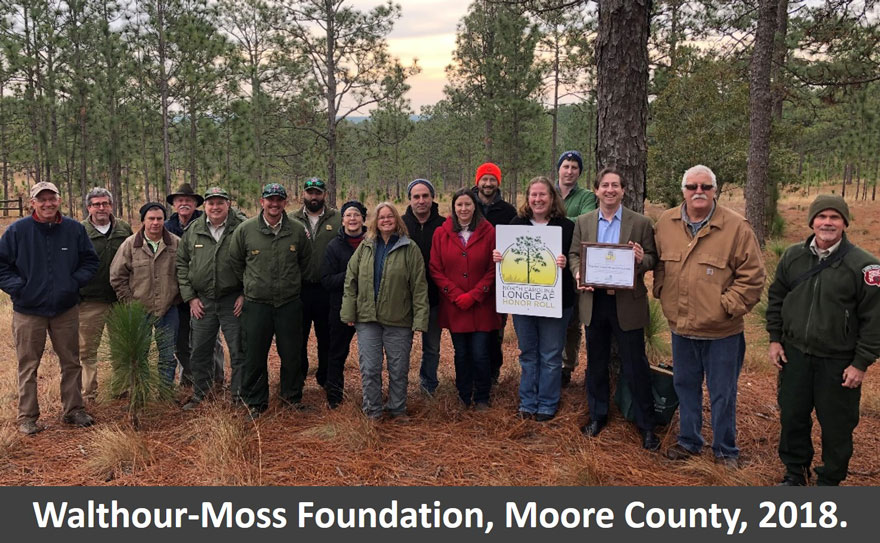 NORTH CAROLINA
LONGLEAF
HONOR ROLL
Walthour-Moss Foundation, Moore County, 2018.